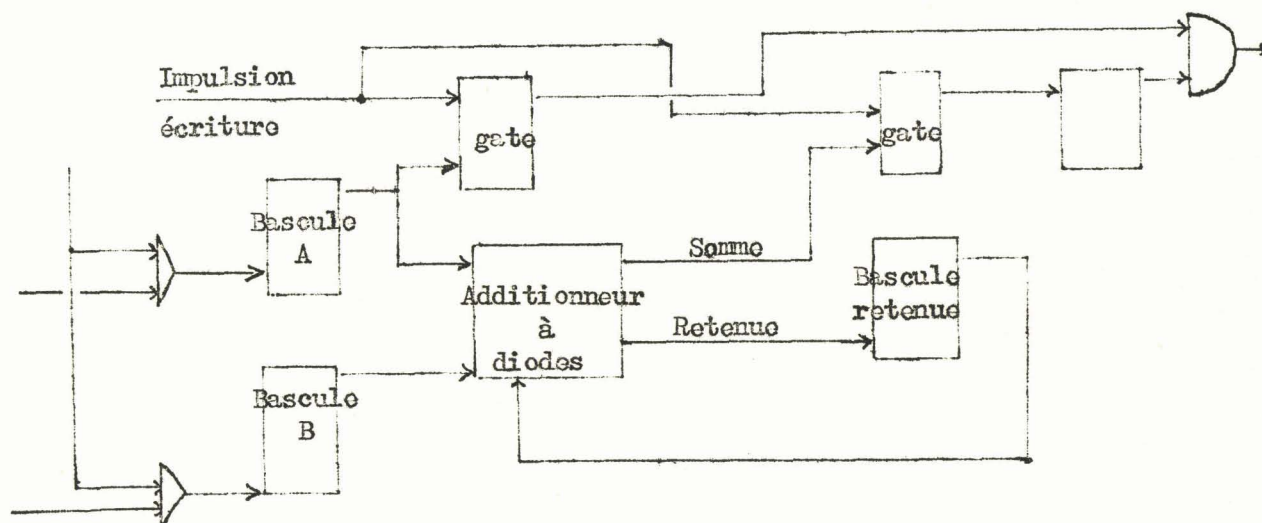 Impulsion
écriture
gate
gate
Bascule
A
Somme
Bascule
retenue
Additionneur
à
diodes
Retenue
Bascule
B